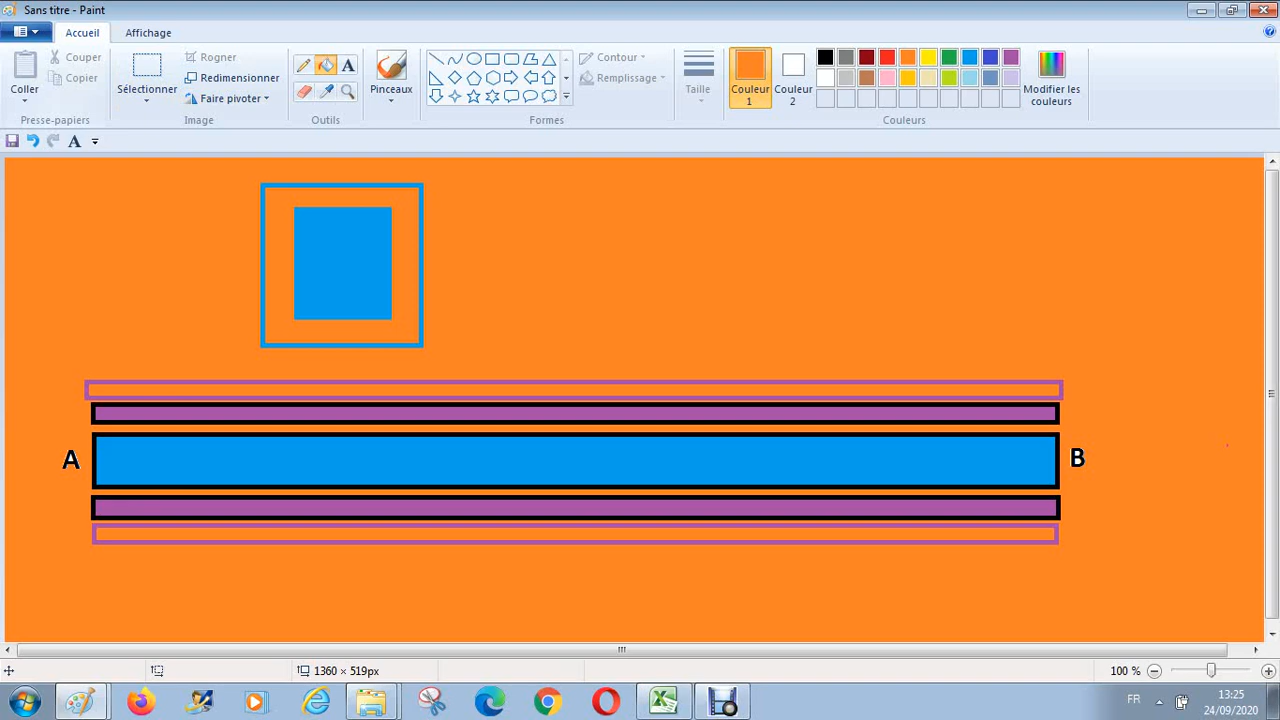 Sans titre - Paint
Accueil Affichage
Coller
Couper
Copier
Presse-papiers
Sélectionner
Rogner
Redimensionner
Faire pivoter
Image
A
Outils
Pinceaux
Contour
Remplissage
Formes
Taille
Couleur 1
Couleur 2
Modifier les couleurs
Couleurs
A
A
B
1360 × 519px
100 %
FR
13:25
24/09/2020